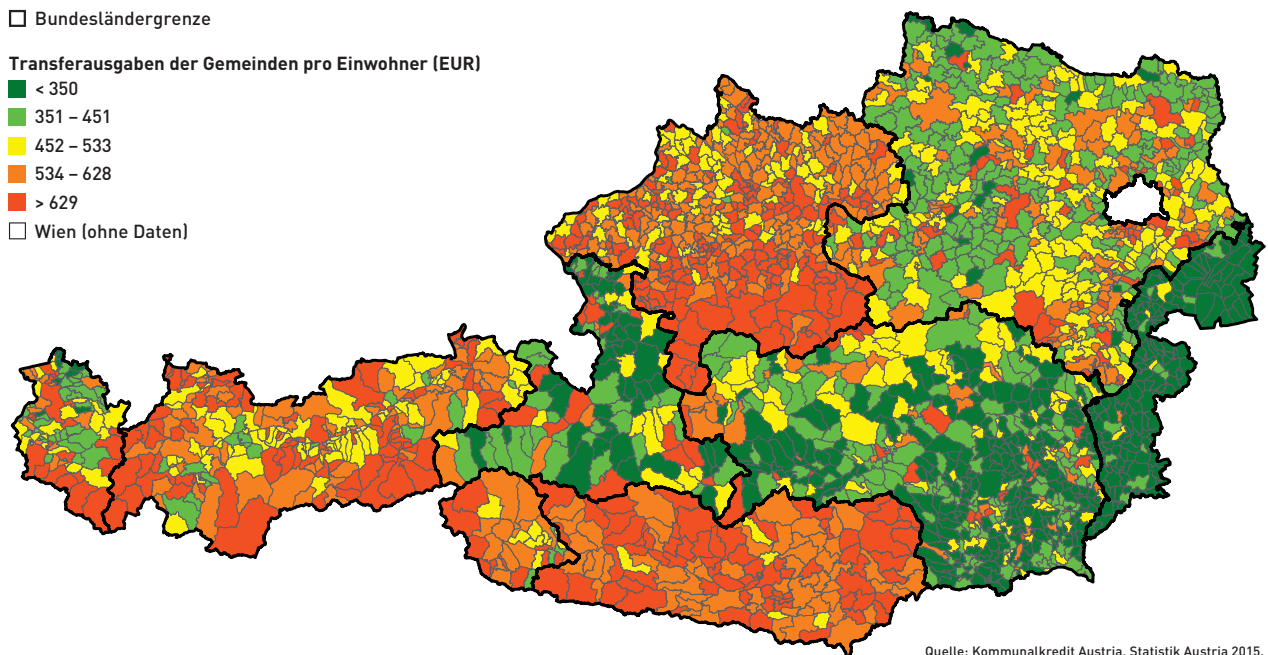 Bundesländergrenze
Transferausgaben der Gemeinden pro Einwohner (EUR)
< 350
351 – 451
452 – 533
534 – 628
> 629
Wien (ohne Daten)
Quelle: Kommunalkredit Austria, Statistik Austria 2015.